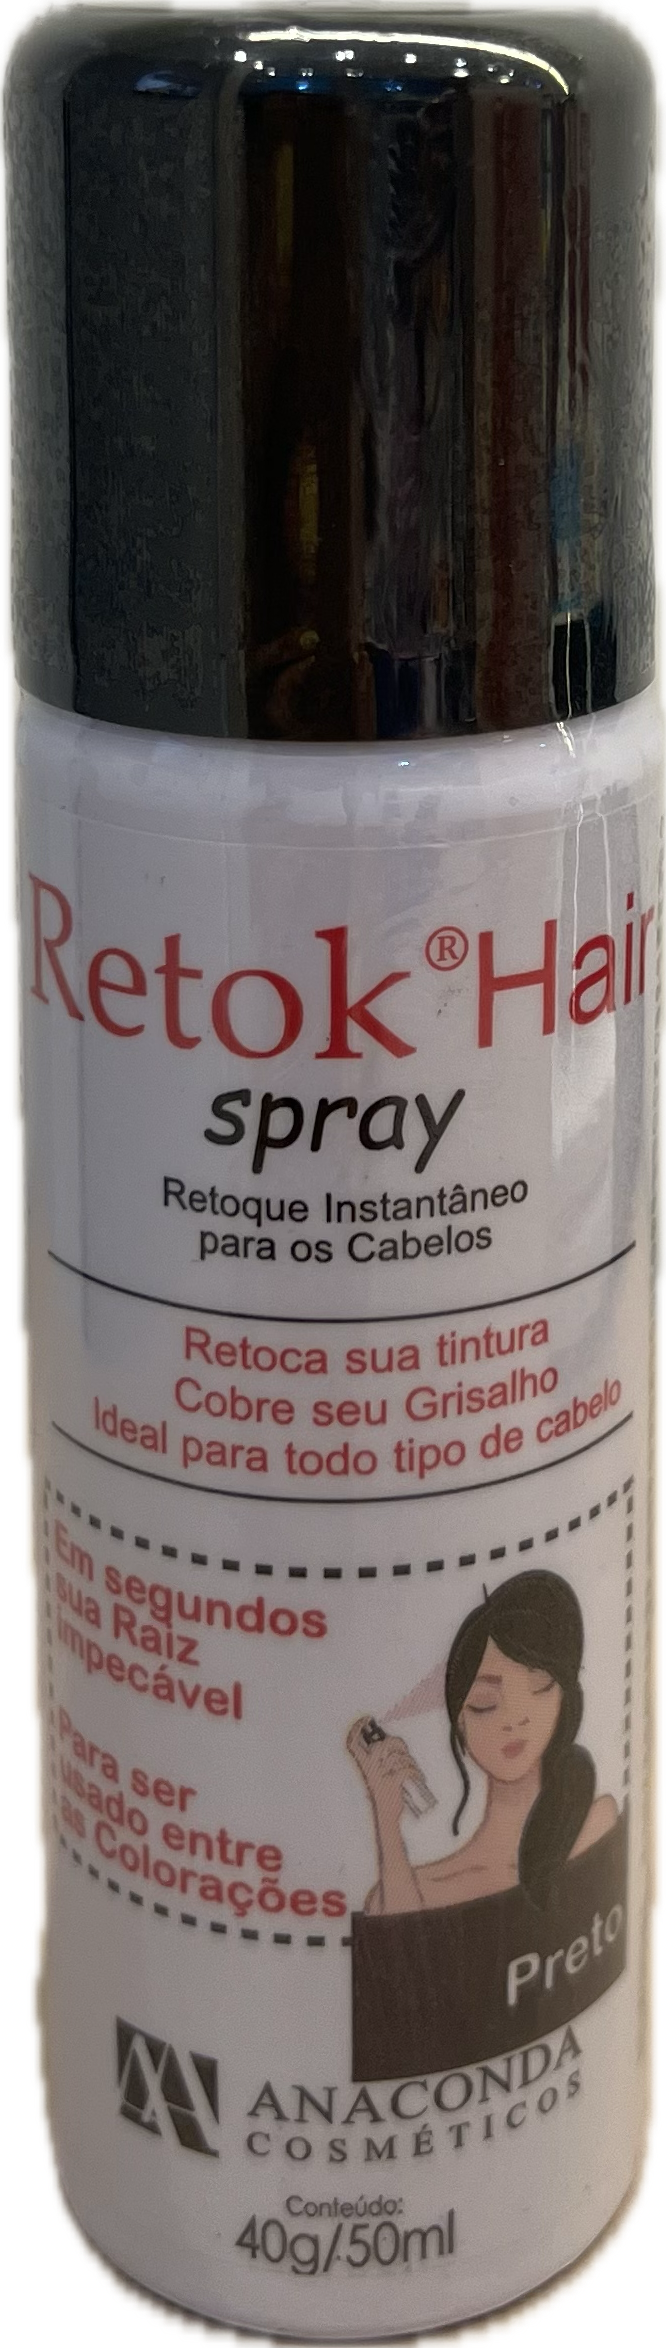 Retok® Hair
spray
Retoque Instantâneo
para os Cabelos
Retoca sua tintura
Cobre seu Grisalho
Ideal para todo tipo de cabelo
Em segundos
sua Raiz
impecável
Para ser
usado entre
as Colorações
Preto
ANACONDA
COSMÉTICOS
Conteúdo:
40g/50ml